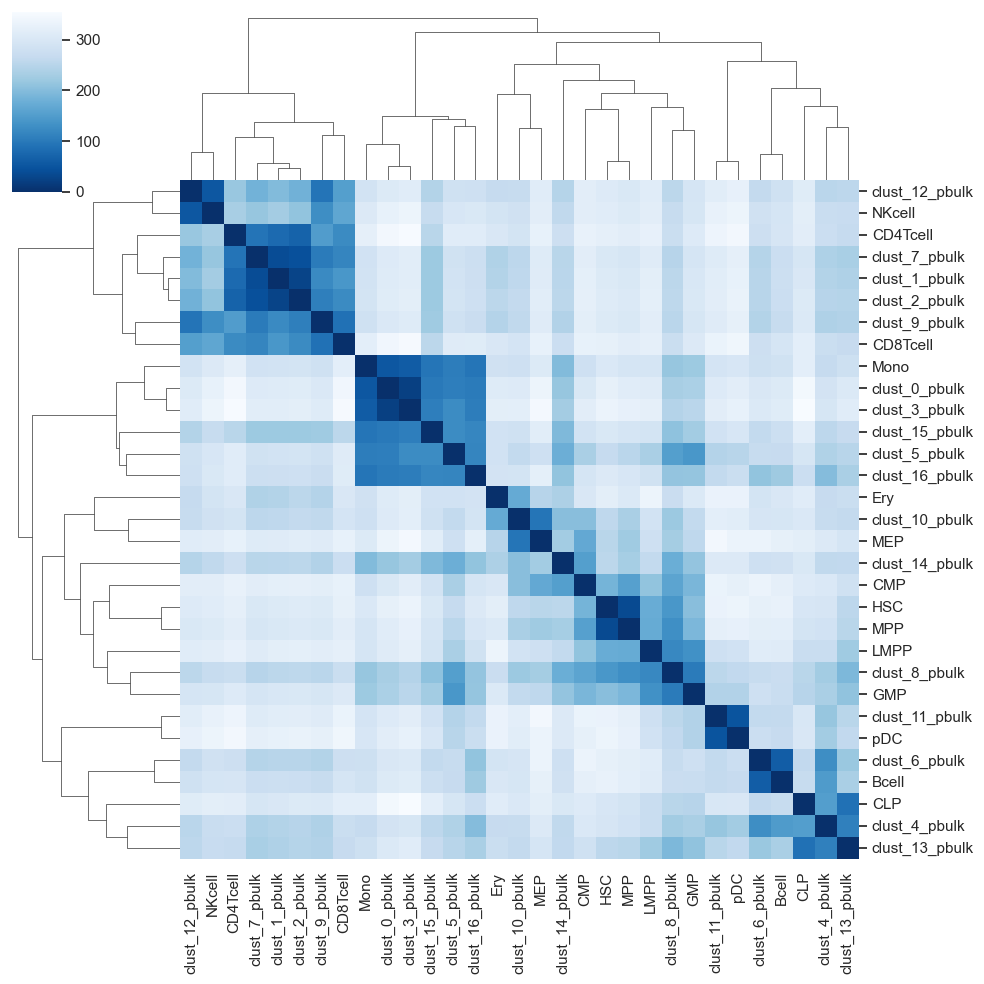 300
200
100
0
clust_12_pbulk
NKcell
CD4Tcell
clust_7_pbulk
clust_1_pbulk
clust_2_pbulk
clust_9_pbulk
CD8Tcell
Mono
clust_0_pbulk
clust_3_pbulk
clust_15_pbulk
clust_5_pbulk
clust_16_pbulk
Ery
clust_10_pbulk
MEP
clust_14_pbulk
CMP
HSC
MPP
LMPP
clust_8_pbulk
GMP
clust_11_pbulk
pDC
clust_6_pbulk
Bcell
CLP
clust_4_pbulk
clust_13_pbulk
clust_12_pbulk
NKcell
CD4Tcell
clust_7_pbulk
clust_1_pbulk
clust_2_pbulk
clust_9_pbulk
CD8Tcell
Mono
clust_0_pbulk
clust_3_pbulk
clust_15_pbulk
clust_5_pbulk
clust_16_pbulk
Ery
clust_10_pbulk
MEP
clust_14_pbulk
CMP
HSC
MPP
LMPP
clust_8_pbulk
GMP
clust_11_pbulk
pDC
clust_6_pbulk
Bcell
CLP
clust_4_pbulk
clust_13_pbulk